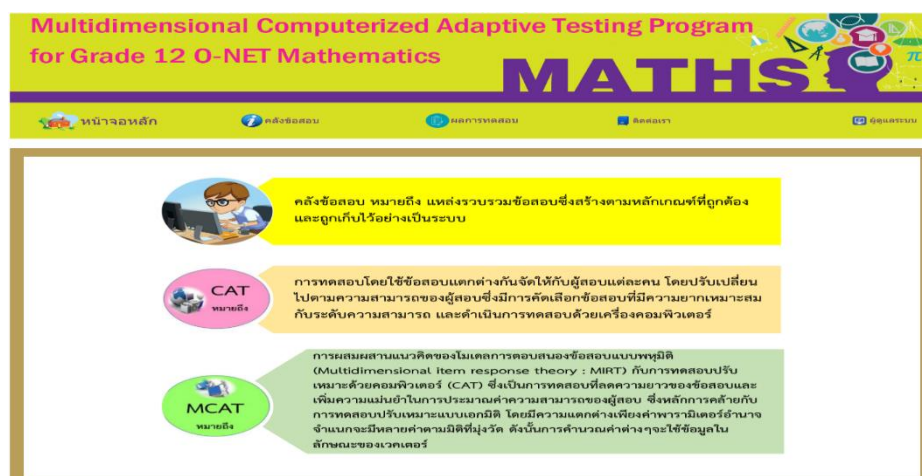 Multidimensional Computerized Adaptive Testing Program
for Grade 12 O-NET Mathematics
MATHS
หน้าจอหลัก
คลังข้อสอบ
ผลการทดสอบ
ติดต่อเรา
ผู้ดูแลระบบ
คลังข้อสอบ หมายถึง แหล่งรวบรวมข้อสอบซึ่งสร้างตามหลักเกณฑ์ที่ถูกต้อง
และถูกเก็บไว้อย่างเป็นระบบ
CAT
หมายถึง
การทดสอบโดยใช้ข้อสอบแตกต่างกันจัดให้กับผู้สอบแต่ละคน โดยปรับเปลี่ยน
ไปตามความสามารถของผู้สอบซึ่งมีการคัดเลือกข้อสอบที่มีความยากเหมาะสม
กับระดับความสามารถ และดำเนินการทดสอบด้วยเครื่องคอมพิวเตอร์
MCAT
หมายถึง
การผสมผสานแนวคิดของโมเดลการตอบสนองข้อสอบแบบพหุมิติ
(Multidimensional item response theory : MIRT) กับการทดสอบปรับ
เหมาะด้วยคอมพิวเตอร์ (CAT) ซึ่งเป็นการทดสอบที่ลดความยาวของข้อสอบและ
เพิ่มความแม่นยำในการประมาณค่าความสามารถของผู้สอบ ซึ่งหลักการคล้ายกับ
การทดสอบปรับเหมาะแบบเอกมิติ โดยมีความแตกต่างเพียงค่าพารามิเตอร์อำนาจ
จำแนกจะมีหลายค่าตามมิติที่มุ่งวัด ดังนั้นการคำนวณค่าต่างๆจะใช้ข้อมูลใน
ลักษณะของเวคเตอร์